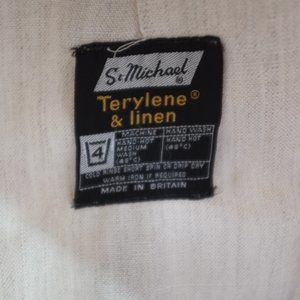 St Michael®
Terylene®
& linen
4
MACHINE HAND WASH
HAND-HOT HAND-HOT
MEDIUM (48°C)
WASH
(48°C)
COLD RINSE SHORT SPIN OR DRIP DRY
WARM IRON IF REQUIRED
MADE IN BRITAIN